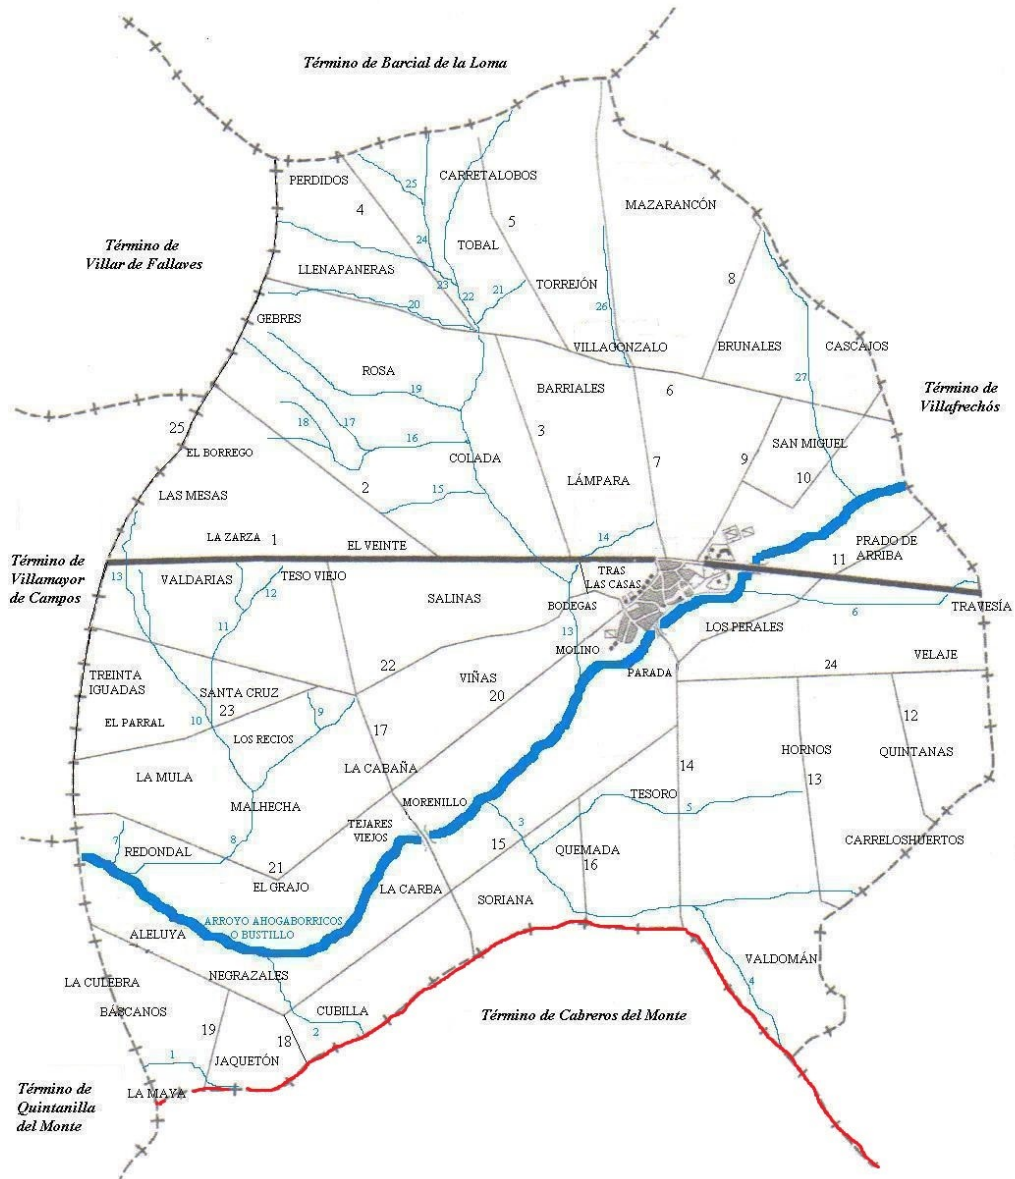 Término de Barcial de la Loma
PERDIDOS
25
CARRETALOBOS
4
5
MAZARANCÓN
Término de
Villar de Fallaves
24
TOBAL
LLENAPANERAS
23
22
21
TORREJÓN
8
20
26
GEBRES
VILLAGONZALO
BRUNALES
CASCAJOS
ROSA
19
BARRIALES
6
27
Término de
Villafrechós
25
18
17
16
3
EL BORREGO
COLADA
7
9
SAN MIGUEL
10
2
15
LÁMPARA
LAS MESAS
LA ZARZA
1
EL VEINTE
14
PRADO DE
ARRIBA
11
Término de
Villamayor
de Campos
13
VALDARIAS
12
TESO VIEJO
SALINAS
TRAS
LAS CASAS
BODEGAS
6
TRAVESÍA
11
13
LOS PERALES
MOLINO
PARADA
VELAJE
22
24
TREINTA
IGUADAS
SANTA CRUZ
VIÑAS
20
EL PARRAL
10
23
9
LOS RECIOS
17
12
HORNOS
QUINTANAS
LA MULA
LA CABAÑA
14
13
MALHECHA
MORENILLO
TESORO
5
TEJARES
VIEJOS
3
7
8
REDONDAL
15
QUEMADA
16
CARRELOSHUERTOS
21
EL GRAJO
LA CARBA
SORIANA
ARROYO AHOGABORRICOS
O BUSTILLO
ALELUYA
VALDOMÁN
NEGRAZALES
4
LA CULEBRA
BÁSCANOS
CUBILLA
Término de Cabreros del Monte
19
18
2
1
JAQUETÓN
LA MAYA
Término de
Quintanilla
del Monte